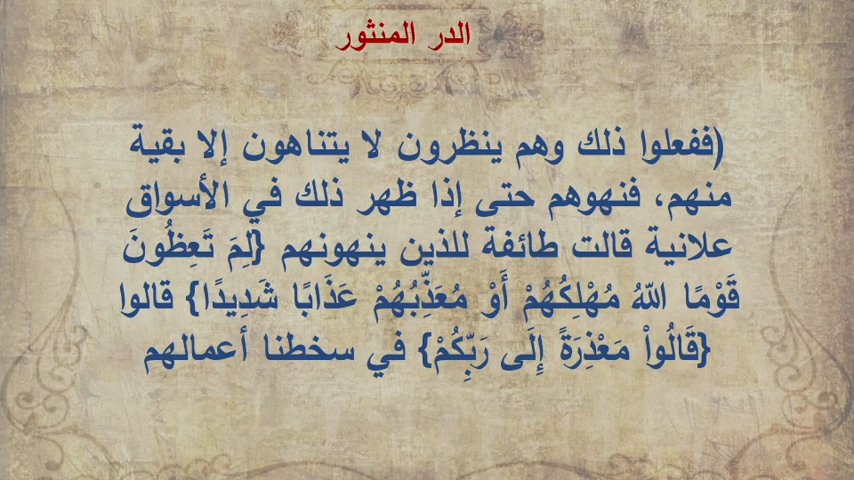 الدر المنثور
(ففعلوا ذلك وهم ينظرون لا يتناهون إلا بقية
منهم، فنهوهم حتى إذا ظهر ذلك في الأسواق
علانية قالت طائفة للذين ينهونهم {لِمَ تَعِظُونَ
قَوْمًا اللّهُ مُهْلِكُهُمْ أَوْ مُعَذِّبُهُمْ عَذَابًا شَدِيدًا} قالوا
{قَالُواْ مَعْذِرَةً إِلَى رَبِّكُمْ} في سخطنا أعمالهم